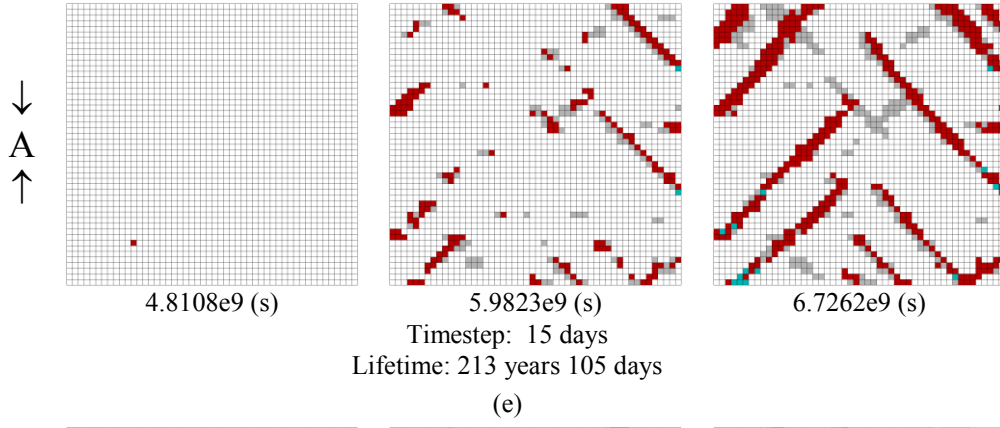 ↓
A
↑
4.8108e9 (s) 5.9823e9 (s) 6.7262e9 (s)
Timestep: 15 days
Lifetime: 213 years 105 days
(e)